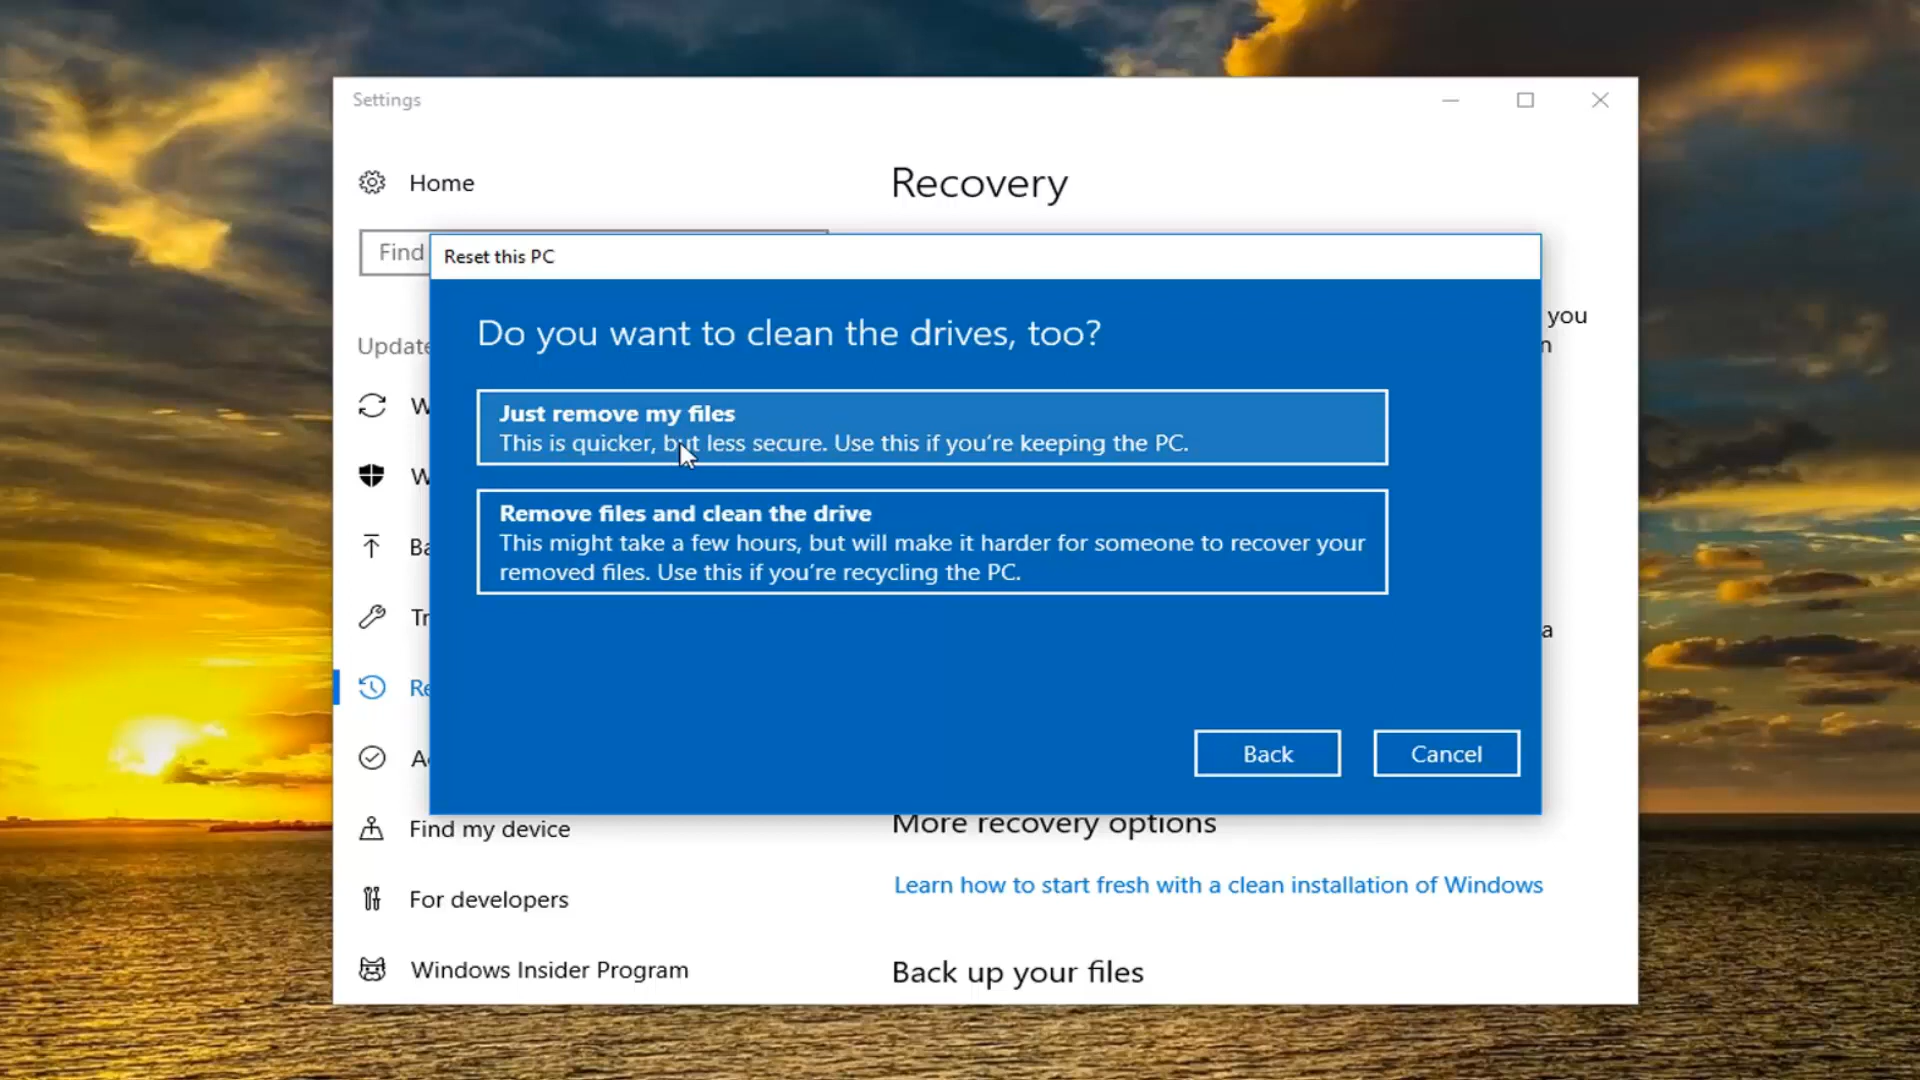 Settings
Home
Recovery
Find
Reset this PC
Do you want to clean the drives, too?
you
n
Update
Just remove my files
This is quicker, but less secure. Use this if you're keeping the PC.
W
W
Remove files and clean the drive
This might take a few hours, but will make it harder for someone to recover your
removed files. Use this if you're recycling the PC.
Ba
Tr
a
Re
Back
Cancel
A
More recovery options
Find my device
Learn how to start fresh with a clean installation of Windows
For developers
Windows Insider Program
Back up your files